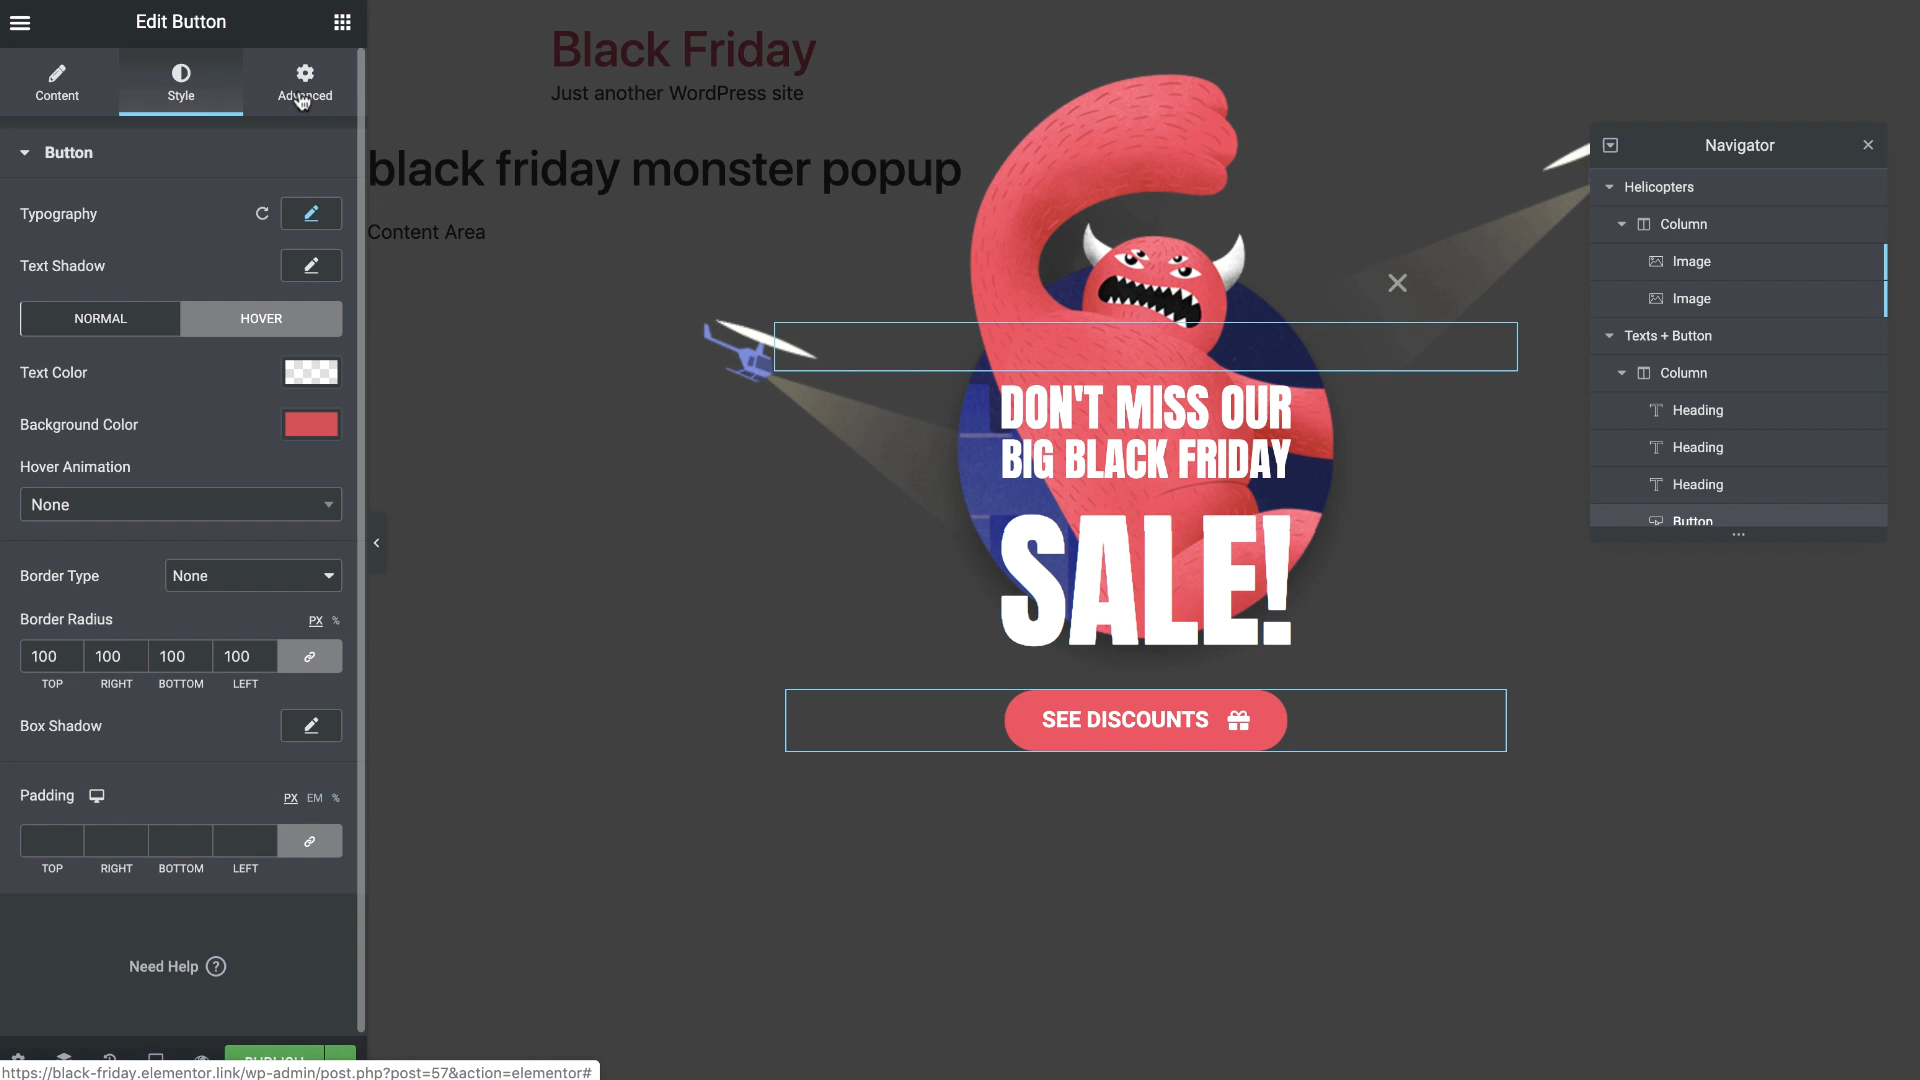 Edit Button
Content
Style
Advanced
Button
Typography
Text Shadow
NORMAL
HOVER
Text Color
Background Color
Hover Animation
None
Border Type
None
Border Radius
PX %
100 100 100 100
TOP RIGHT BOTTOM LEFT
Box Shadow
Padding
PX EM %
TOP RIGHT BOTTOM LEFT
Need Help ?
PUBLISH
https://black-friday.elementor.link/wp-admin/post.php?post=57&action=elementor#
Black Friday
Just another WordPress site
black friday monster popup
Content Area
DON'T MISS OUR
BIG BLACK FRIDAY
SALE!
SEE DISCOUNTS
Navigator
Helicopters
Column
Image
Image
Texts + Button
Column
Heading
Heading
Heading
Button